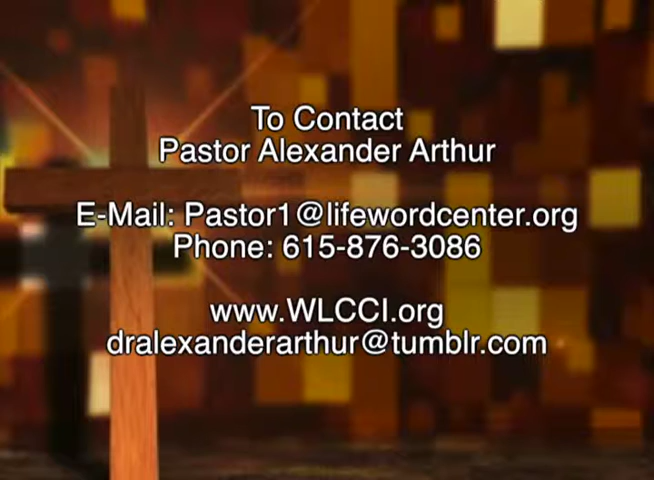 To Contact
Pastor Alexander Arthur
E-Mail: Pastor1@lifewordcenter.org
Phone: 615-876-3086
www.WLCCI.org
dralexanderarthur@tumblr.com